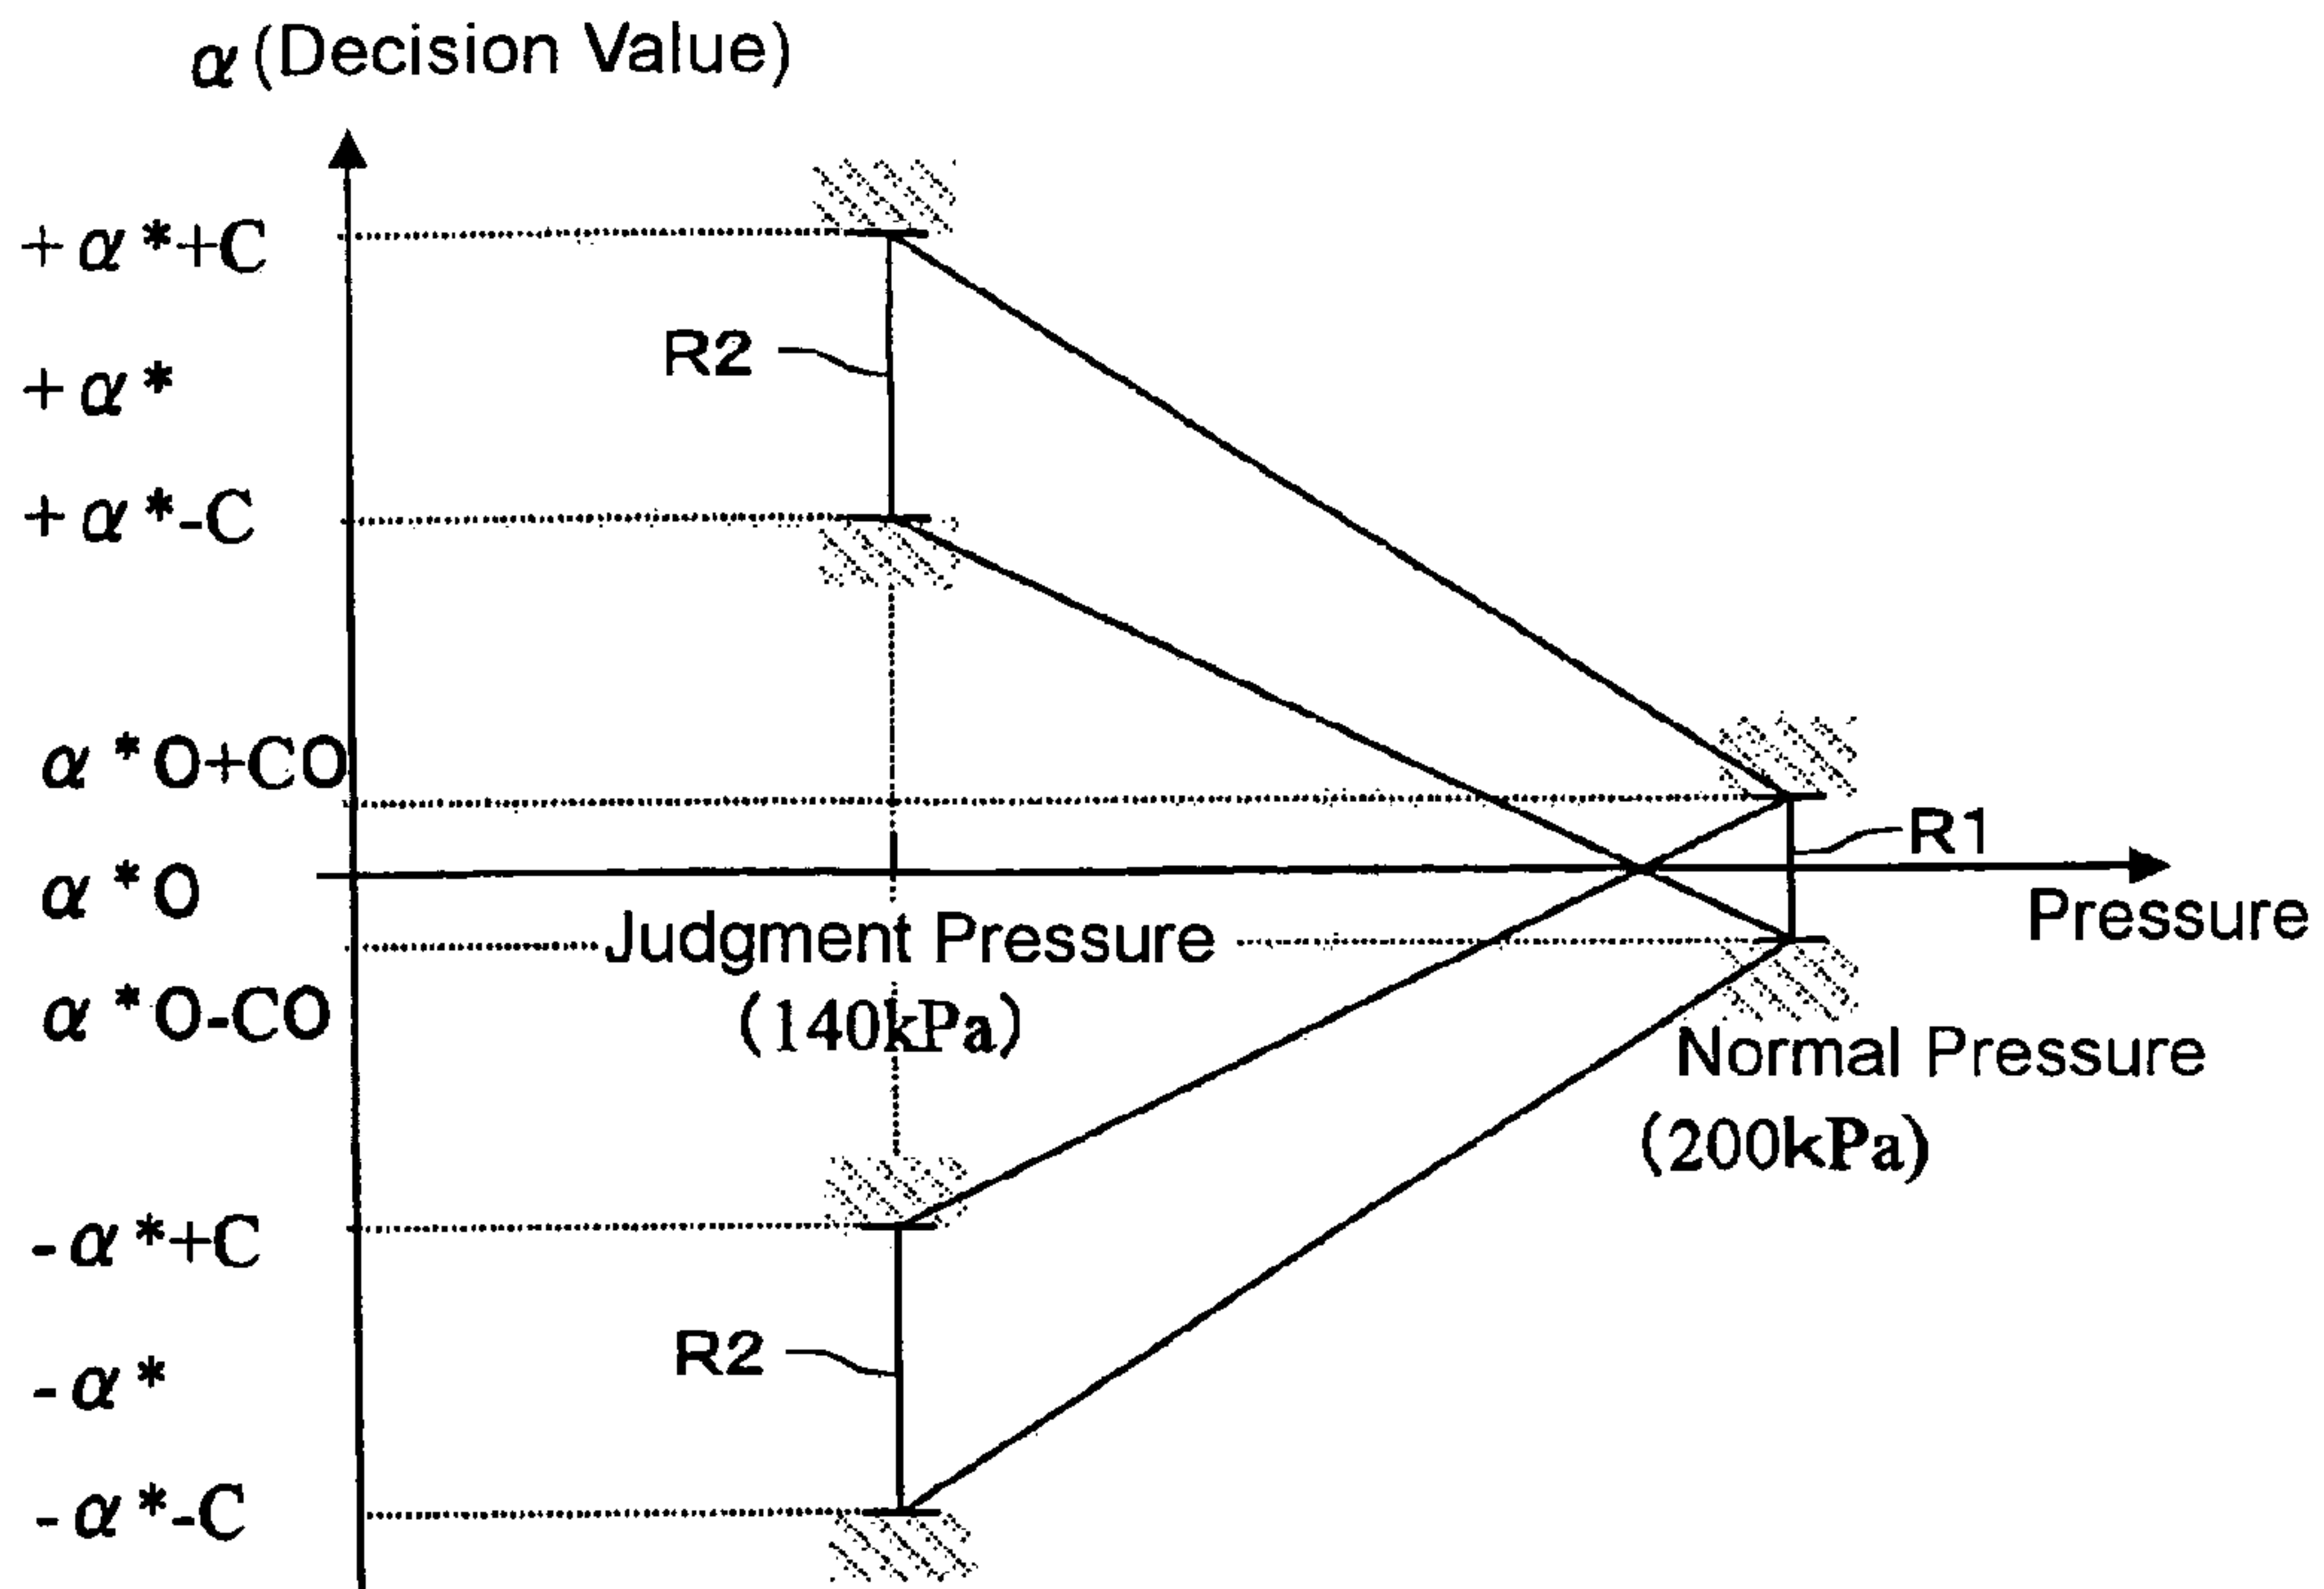 α (Decision Value)
+α*+C
R2
+α*
+α*-C
α*O+CO
R1
α*O
Pressure
Judgment Pressure
(140kPa)
α*O-CO
Normal Pressure
(200kPa)
-α*+C
R2
-α*
-α*-C